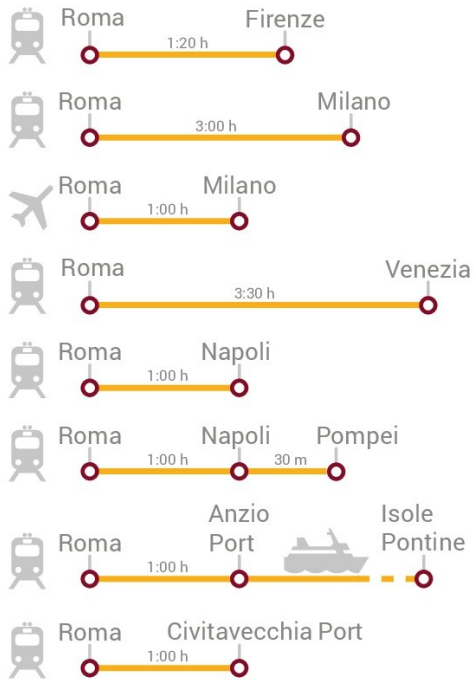 Roma Firenze
1:20 h
Roma Milano
3:00 h
Roma Milano
1:00 h
Roma Venezia
3:30 h
Roma Napoli
1:00 h
Roma Napoli Pompei
1:00 h 30 m
Anzio Isole
Roma Port Pontine
1:00 h
Roma Civitavecchia Port
1:00 h